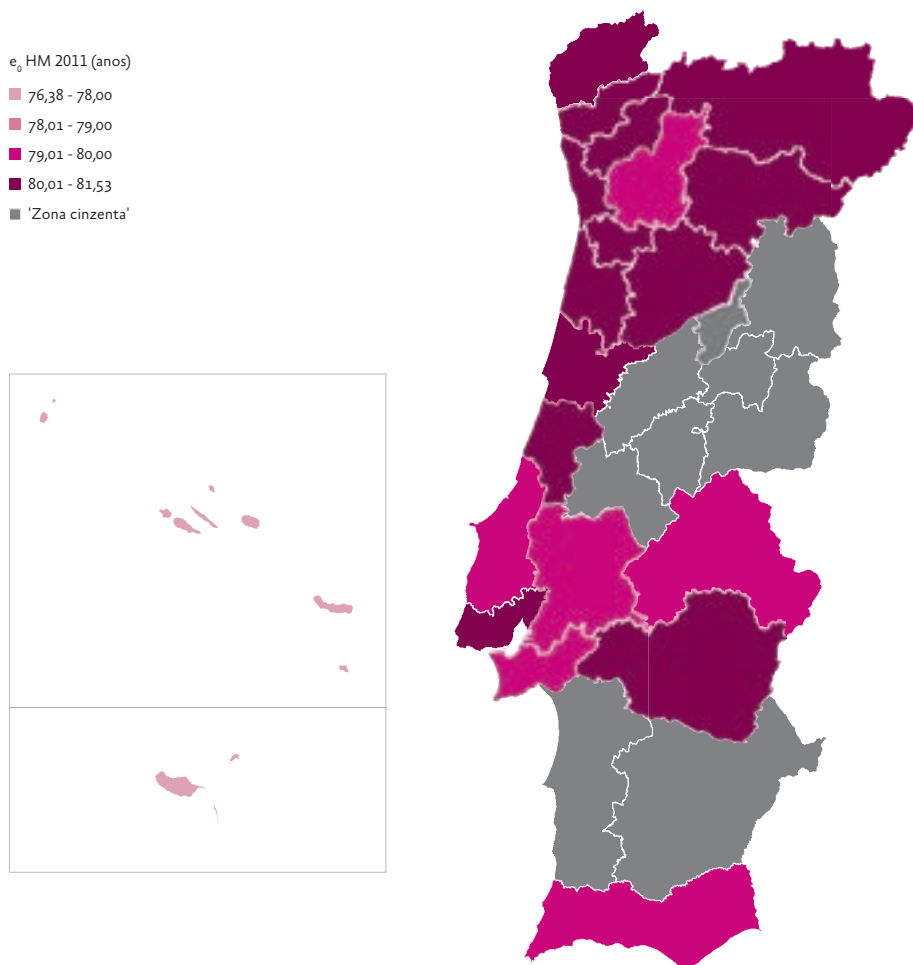 e₀ HM 2011 (anos)
76,38 - 78,00
78,01 - 79,00
79,01 - 80,00
80,01 - 81,53
'Zona cinzenta'